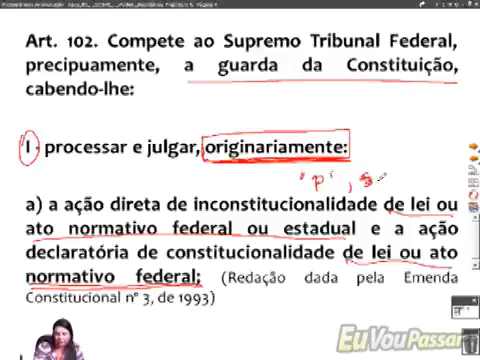 Art. 102. Compete ao Supremo Tribunal Federal,
precipuamente, a guarda da Constituição,
cabendo-lhe:
I - processar e julgar, originariamente:
"p", s
a) a ação direta de inconstitucionalidade de lei ou
ato normativo federal ou estadual e a ação
declaratória de constitucionalidade de lei ou ato
normativo federal; (Redação dada pela Emenda
Constitucional nº 3, de 1993)
EuVouPassar